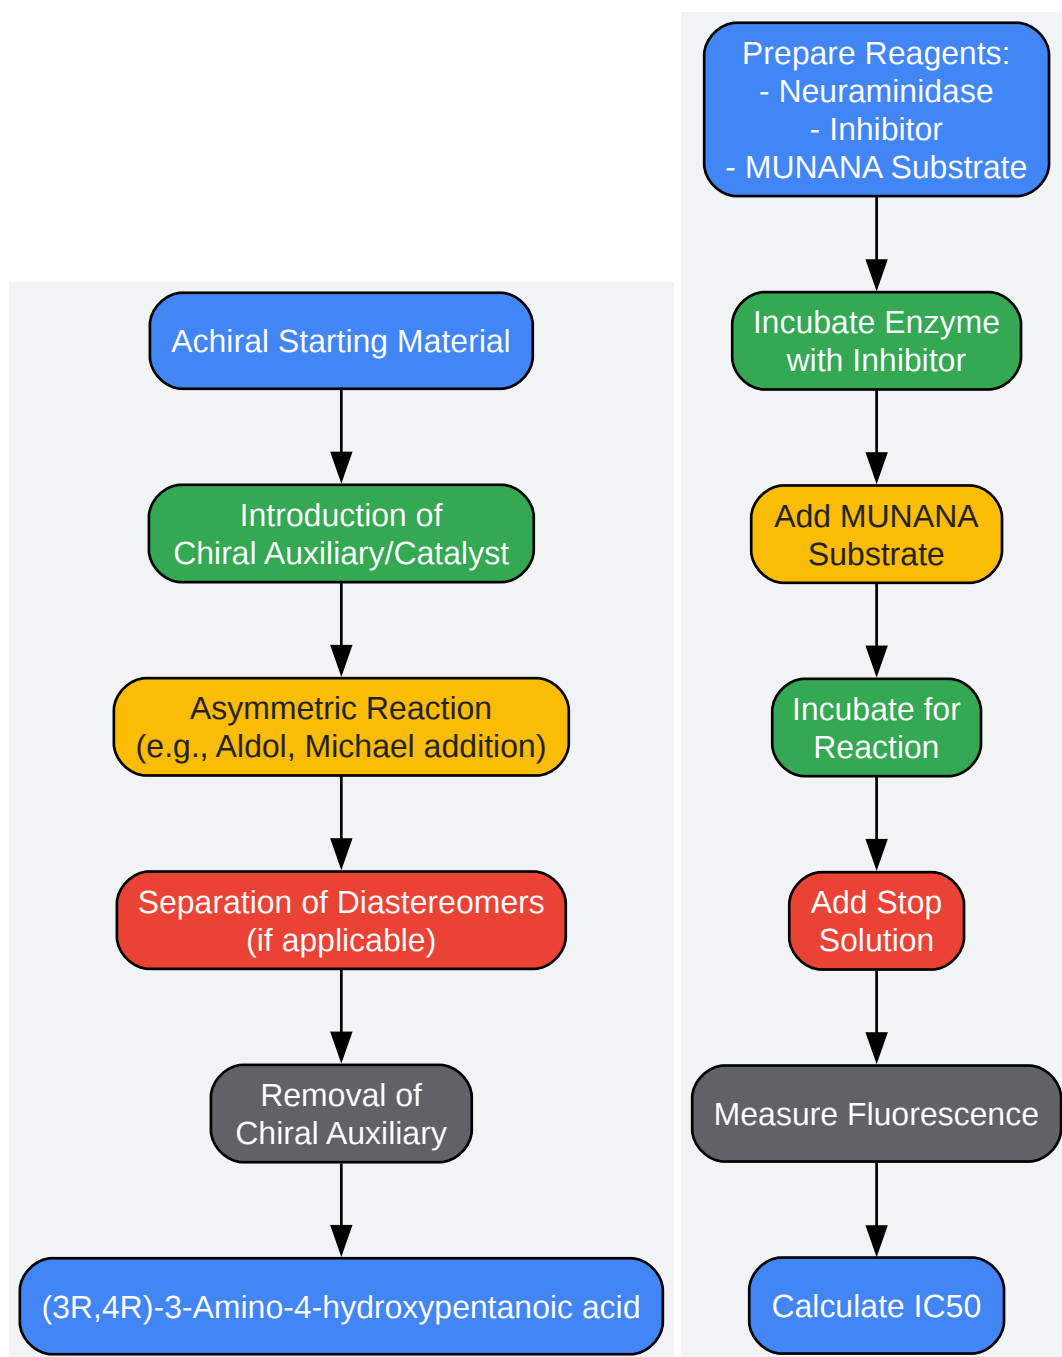 Achiral Starting Material
Introduction of
Chiral Auxiliary/Catalyst
Asymmetric Reaction
(e.g., Aldol, Michael addition)
Separation of Diastereomers
(if applicable)
Removal of
Chiral Auxiliary
(3R,4R)-3-Amino-4-hydroxypentanoic acid
Prepare Reagents:
- Neuraminidase
- Inhibitor
- MUNANA Substrate
Incubate Enzyme
with Inhibitor
Add MUNANA
Substrate
Incubate for
Reaction
Add Stop
Solution
Measure Fluorescence
Calculate IC50